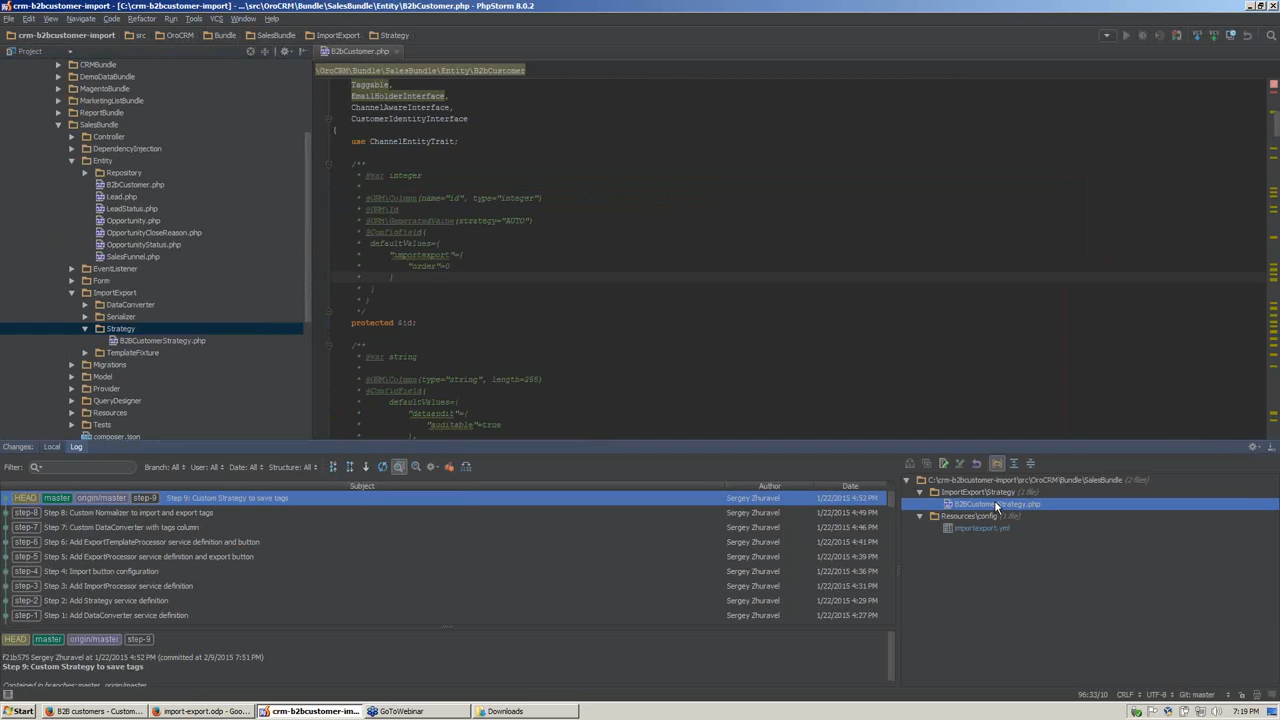 crm-b2bcustomer-import - [C:\crm-b2bcustomer-import] - ...\src\OroCRM\Bundle\SalesBundle\Entity\B2bCustomer.php - PhpStorm 8.0.2
File Edit View Navigate Code Refactor Run Tools VCS Window Help
crm-b2bcustomer-import src OroCRM Bundle SalesBundle ImportExport Strategy
Project
B2bCustomer.php
CRMBundle
DemoDataBundle
MagentoBundle
MarketingListBundle
ReportBundle
SalesBundle
Controller
DependencyInjection
Entity
Repository
B2bCustomer.php
Lead.php
LeadStatus.php
Opportunity.php
OpportunityCloseReason.php
OpportunityStatus.php
SalesFunnel.php
EventListener
Form
ImportExport
DataConverter
Serializer
Strategy
B2BCustomerStrategy.php
TemplateFixture
Migrations
Model
Provider
QueryDesigner
Resources
Tests
composer.json
\OroCRM\Bundle\SalesBundle\Entity\B2bCustomer
Taggable,
EmailHolderInterface,
ChannelAwareInterface,
CustomerIdentityInterface
{
use ChannelEntityTrait;
/**
* @var integer
*
* @ORM\Column(name="id", type="integer")
* @ORM\Id
* @ORM\GeneratedValue(strategy="AUTO")
* @ConfigField(
* defaultValues={
* "importexport"={
* "order"=0
* }
* }
* )
*/
protected $id;
/**
* @var string
*
* @ORM\Column(type="string", length=255)
* @ConfigField(
* defaultValues={
* "dataaudit"={
* "auditable"=true
* },
Changes: Local Log
Filter: Branch: All User: All Date: All Structure: All
Subject Author Date
HEAD master origin/master step-9 Step 9: Custom Strategy to save tags Sergey Zhuravel 1/22/2015 4:52 PM
step-8 Step 8: Custom Normalizer to import and export tags Sergey Zhuravel 1/22/2015 4:49 PM
step-7 Step 7: Custom DataConverter with tags column Sergey Zhuravel 1/22/2015 4:44 PM
step-6 Step 6: Add ExportTemplateProcessor service definition Sergey Zhuravel 1/22/2015 4:41 PM
step-5 Step 5: Add ExportProcessor service definition and export button Sergey Zhuravel 1/22/2015 4:39 PM
step-4 Step 4: Import button configuration Sergey Zhuravel 1/22/2015 4:36 PM
step-3 Step 3: Add ImportProcessor service definition Sergey Zhuravel 1/22/2015 4:31 PM
step-2 Step 2: Add Strategy service definition Sergey Zhuravel 1/22/2015 4:29 PM
step-1 Step 1: Add DataConverter service definition Sergey Zhuravel 1/22/2015 4:27 PM
C:\crm-b2bcustomer-import\src\OroCRM\Bundle\SalesBundle (2 files)
ImportExport\Strategy (1 file)
B2BCustomerStrategy.php
Resources\config (1 file)
importexport.yml
HEAD master origin/master step-9
f21b575 Sergey Zhuravel at 1/22/2015 4:52 PM (committed at 2/9/2015 7:51 PM)
Step 9: Custom Strategy to save tags
Contained in branches: master, origin/master
96:33/10 CRLF UTF-8 Git: master
Start B2B customers - Custom... import-export.odp - Goo... crm-b2bcustomer-im... GoToWebinar Downloads 7:19 PM